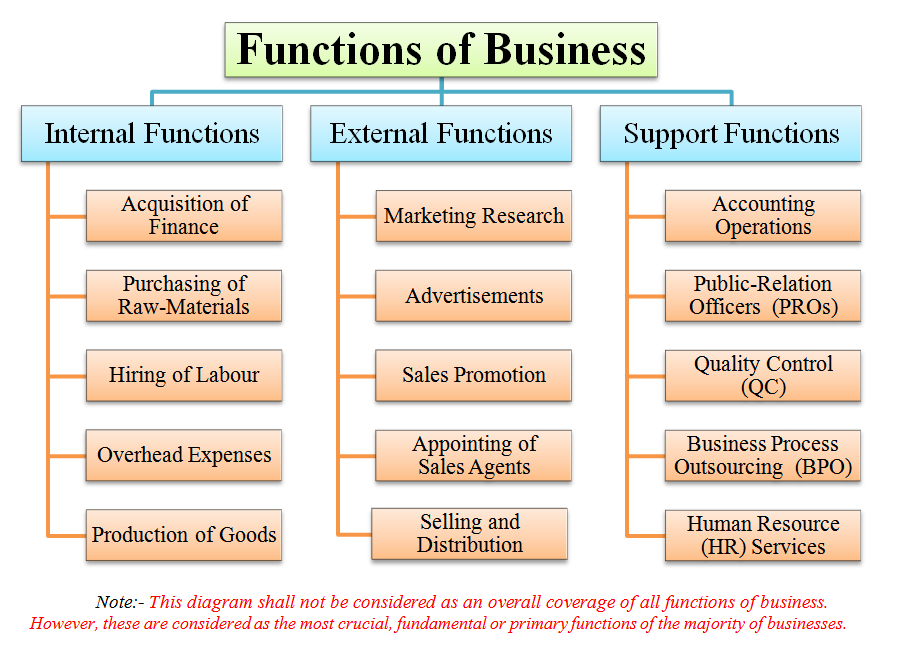 Functions of Business
Internal Functions
Acquisition of
Finance
Purchasing of
Raw-Materials
Hiring of Labour
Overhead Expenses
Production of Goods
External Functions
Marketing Research
Advertisements
Sales Promotion
Appointing of
Sales Agents
Selling and
Distribution
Support Functions
Accounting
Operations
Public-Relation
Officers (PROs)
Quality Control
(QC)
Business Process
Outsourcing (BPO)
Human Resource
(HR) Services
Note:- This diagram shall not be considered as an overall coverage of all functions of business.
However, these are considered as the most crucial, fundamental or primary functions of the majority of businesses.